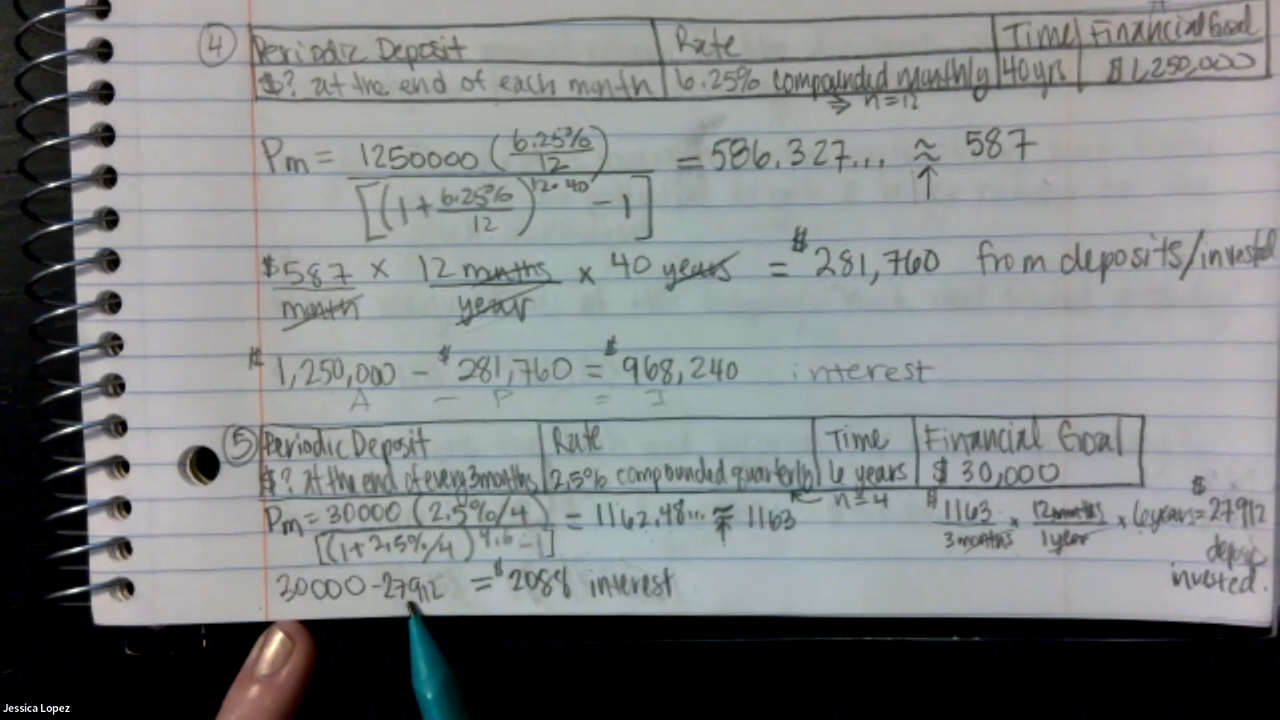 ④ Periodic Deposit Rate Time Financial Goal
$? at the end of each month 6.25% compounded monthly 40 yrs $1,250,000
⇒ n=12
Pm = 1250000 (6.25%/12) / [(1+6.25%/12)^12·40 - 1] = 586.327... ≈ 587
↑
$587/month × 12 months/year × 40 years = $281,760 from deposits/invested
$1,250,000 - $281,760 = $968,240 interest
A - P = I
⑤ Periodic Deposit Rate Time Financial Goal
$? at the end of every 3 months 2.5% compounded quarterly 6 years $30,000
n=4
Pm = 30000 (2.5%/4) / [(1+2.5%/4)^4·6 - 1] = 1162.48... ≈ 1163
↑
$1163/3 months × 12 months/1 year × 6 years = $27912
deposit
invested.
30000 - 27912 = $2088 interest
Jessica Lopez